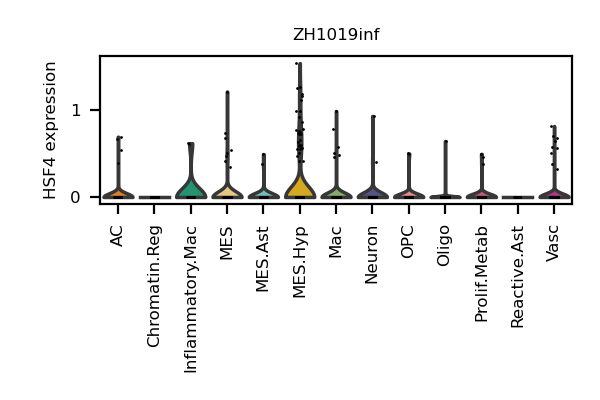 ZH1019inf
HSF4 expression
1
0
AC
Chromatin.Reg
Inflammatory.Mac
MES
MES.Ast
MES.Hyp
Mac
Neuron
OPC
Oligo
Prolif.Metab
Reactive.Ast
Vasc